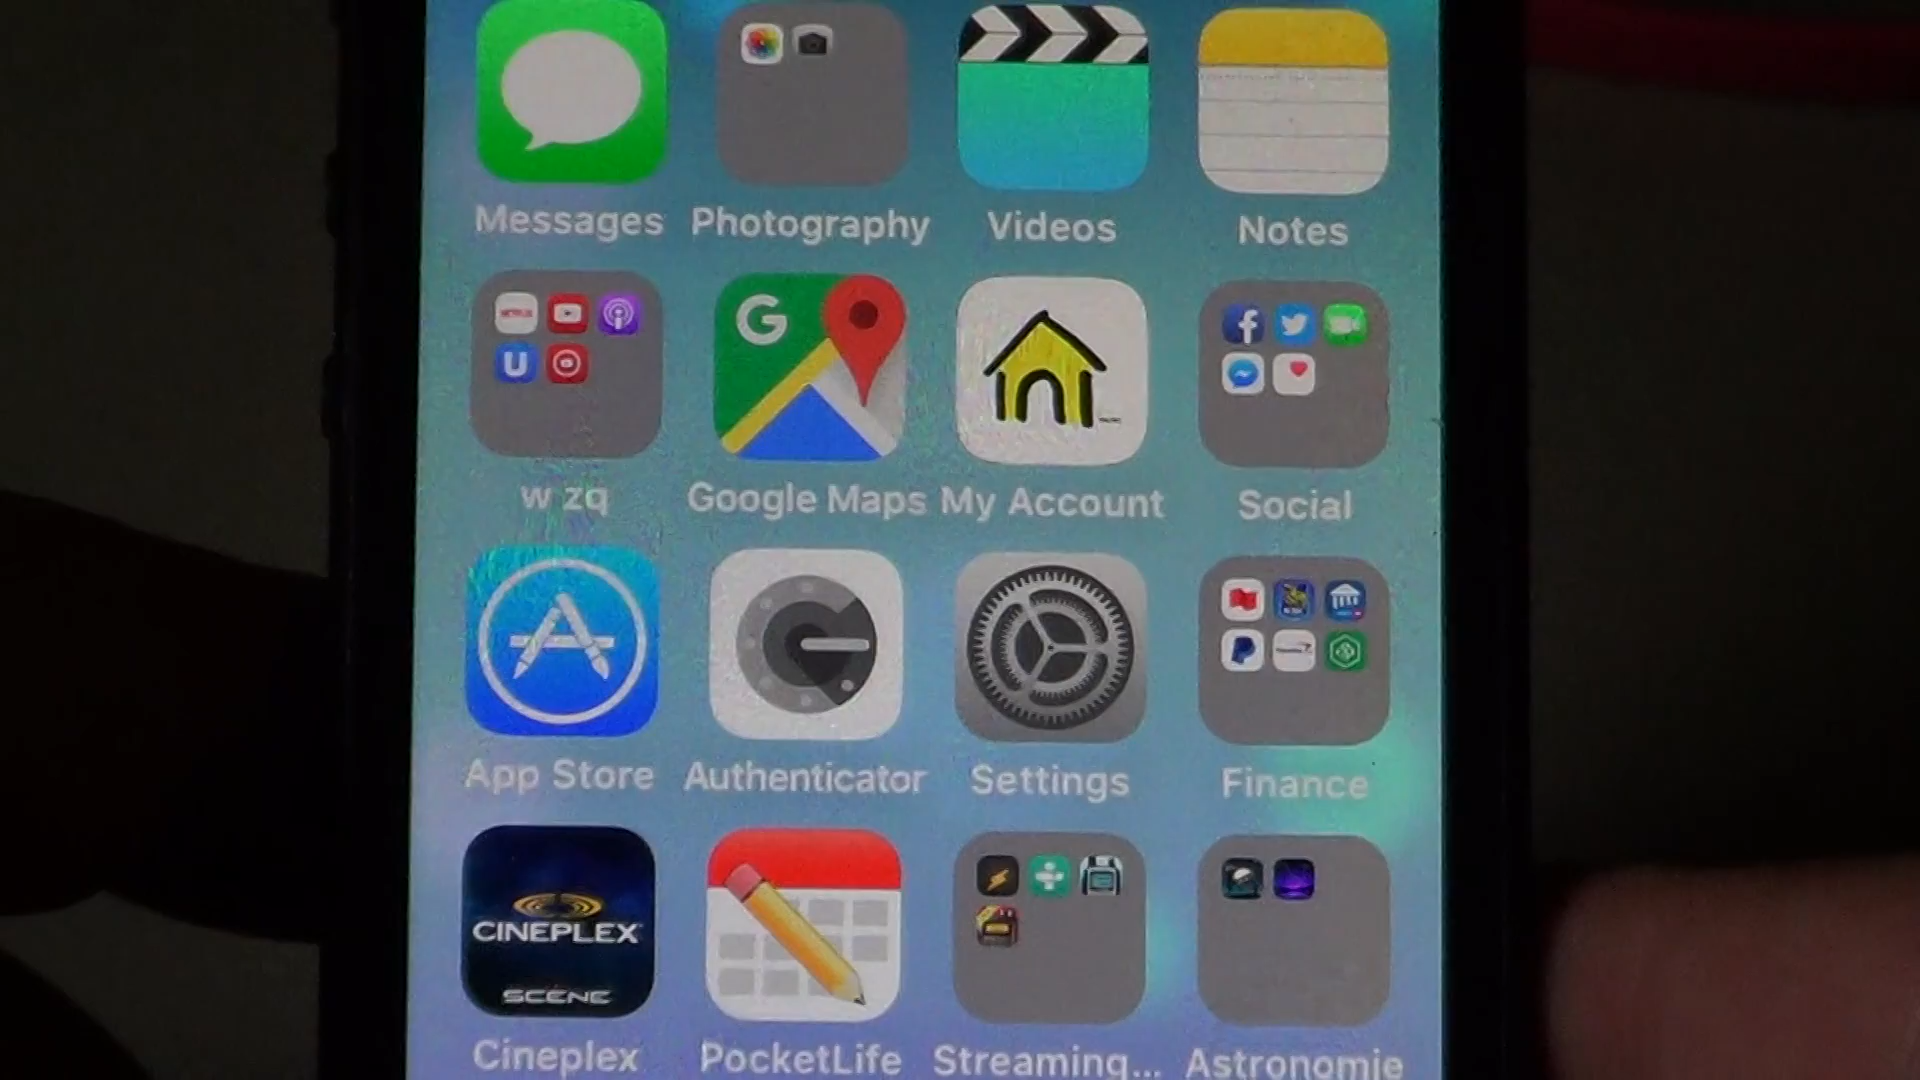 Messages Photography Videos Notes
NETFLIX
U
G
f
w zq Google Maps My Account Social
App Store Authenticator Settings Finance
CINEPLEX
SCENE
Cineplex PocketLife Streaming... Astronomie